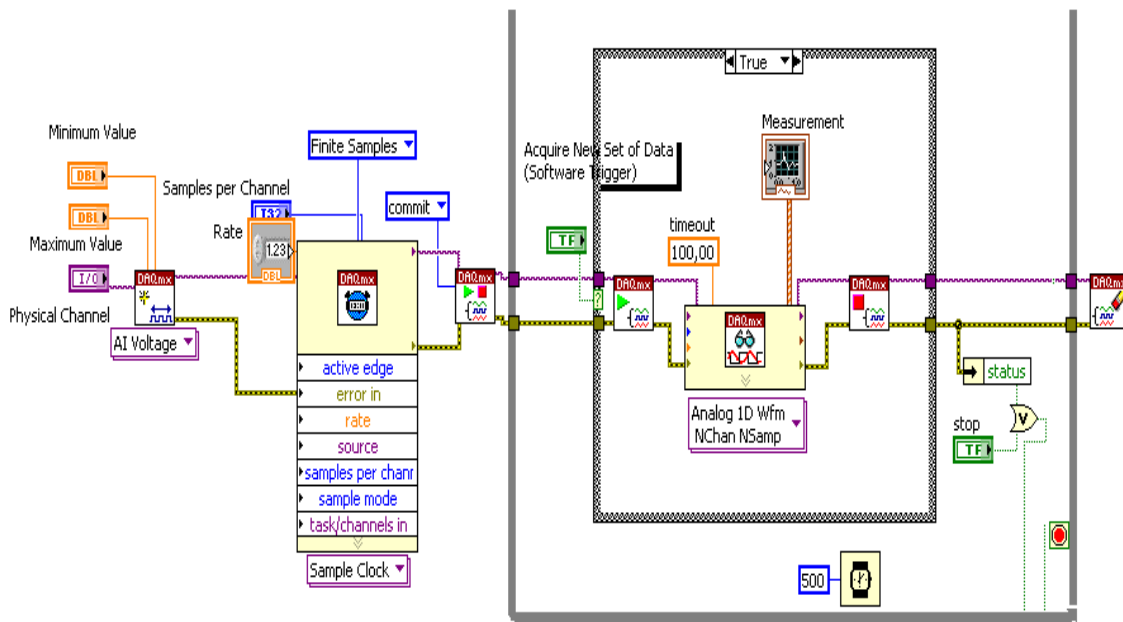 Minimum Value
DBL
DBL
Maximum Value
I/O
Physical Channel
DAQmx
AI Voltage
Finite Samples
Samples per Channel
I32
Rate
1.23
DBL
commit
DAQmx
active edge
error in
rate
source
samples per chann
sample mode
task/channels in
Sample Clock
DAQmx
True
Acquire New Set of Data
(Software Trigger)
TF
?
DAQmx
timeout
100,00
Measurement
DAQmx
Analog 1D Wfm
NChan NSamp
DAQmx
DAQmx
status
stop
TF
V
500